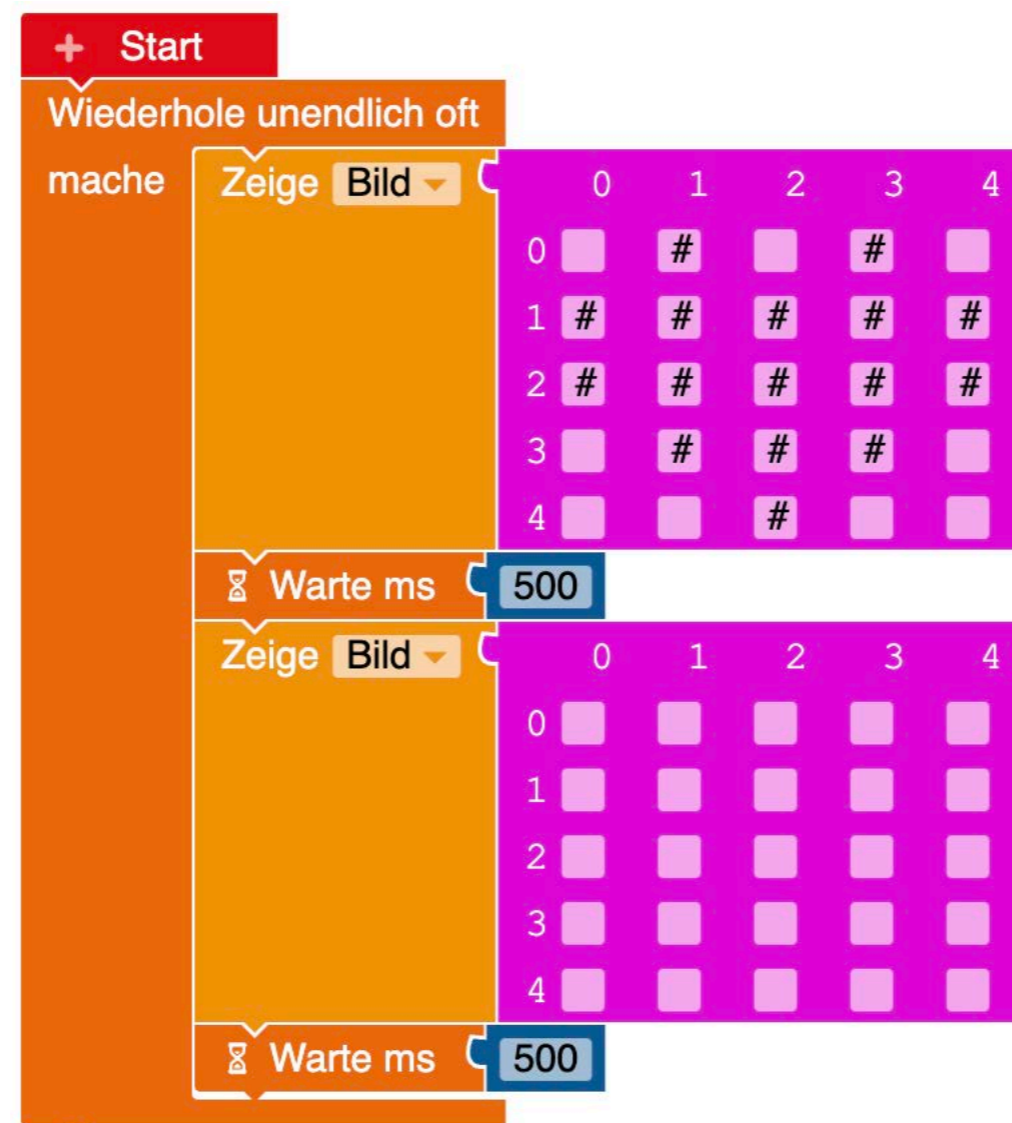 + Start
Wiederhole unendlich oft
mache Zeige Bild 0 1 2 3 4
0 # #
1 # # # # #
2 # # # # #
3 # # #
4 #
Warte ms 500
Zeige Bild 0 1 2 3 4
0
1
2
3
4
Warte ms 500